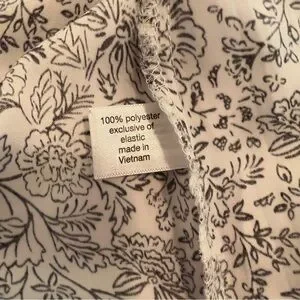 100% polyester
exclusive of
elastic
made in
Vietnam